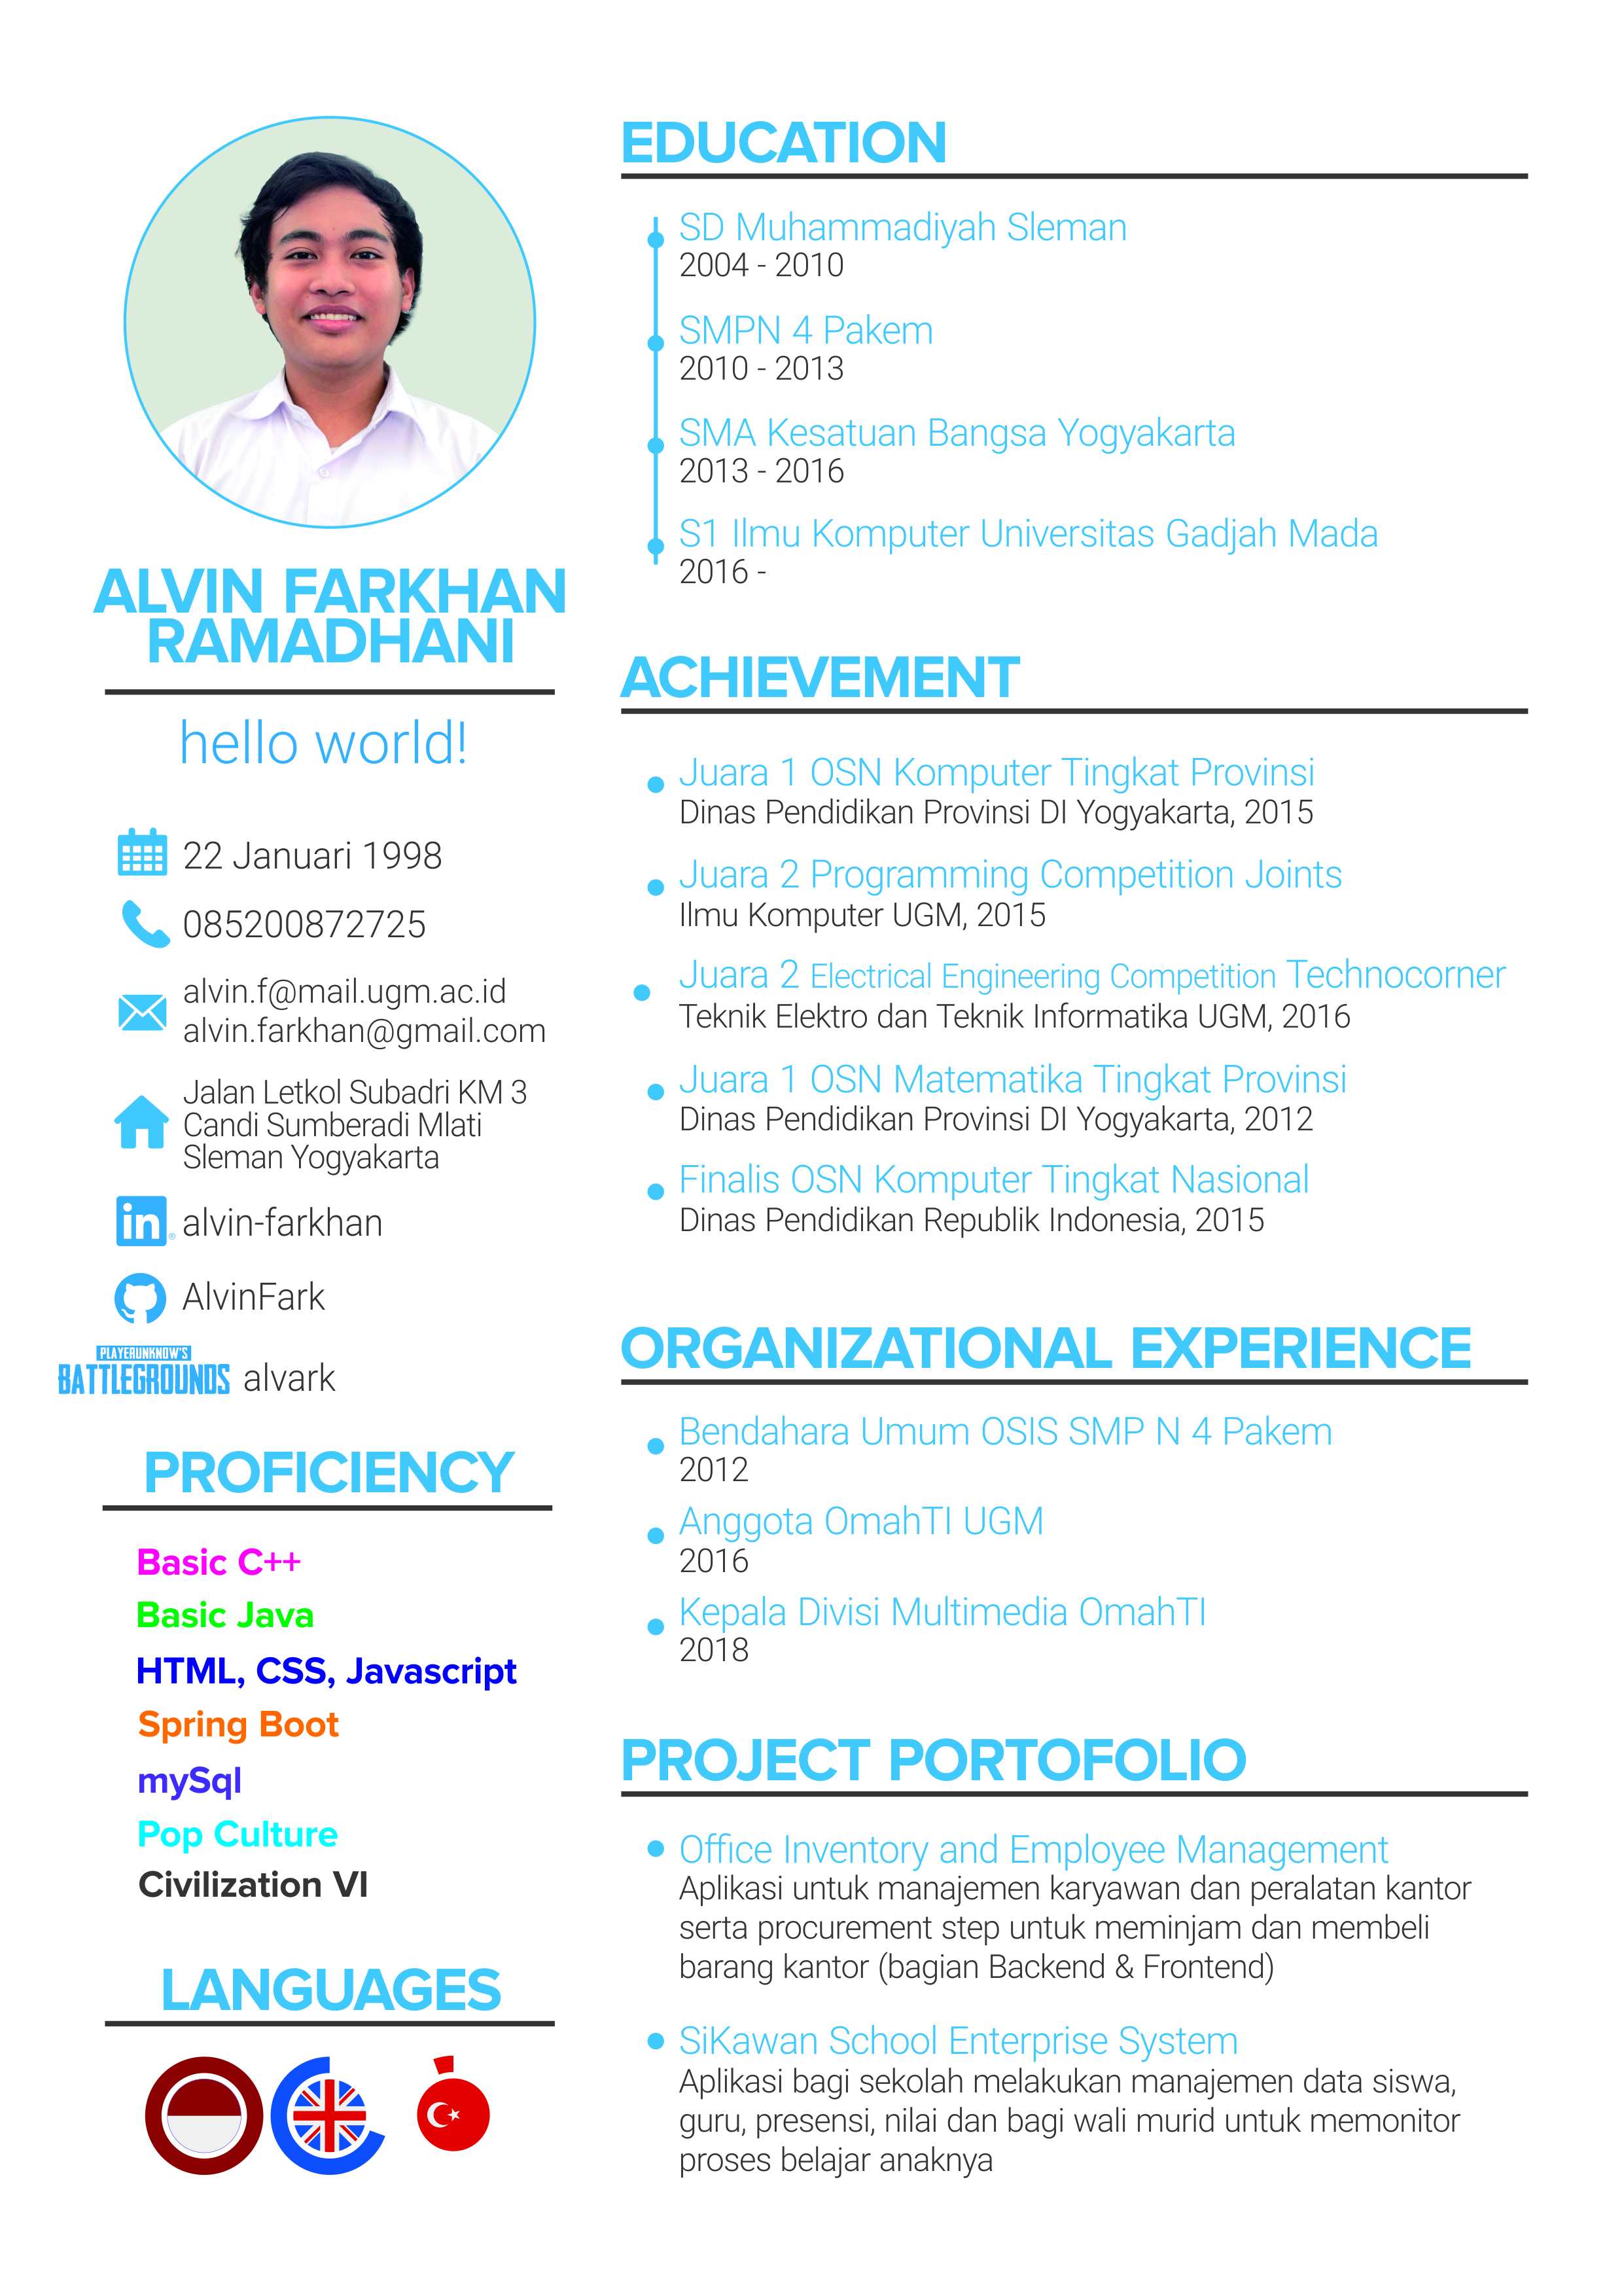 ALVIN FARKHAN
RAMADHANI
hello world!
22 Januari 1998
085200872725
alvin.f@mail.ugm.ac.id
alvin.farkhan@gmail.com
Jalan Letkol Subadri KM 3
Candi Sumberadi Mlati
Sleman Yogyakarta
in® alvin-farkhan
AlvinFark
PLAYERUNKNOW'S
BATTLEGROUNDS alvark
PROFICIENCY
Basic C++
Basic Java
HTML, CSS, Javascript
Spring Boot
mySql
Pop Culture
Civilization VI
LANGUAGES
EDUCATION
SD Muhammadiyah Sleman
2004 - 2010
SMPN 4 Pakem
2010 - 2013
SMA Kesatuan Bangsa Yogyakarta
2013 - 2016
S1 Ilmu Komputer Universitas Gadjah Mada
2016 -
ACHIEVEMENT
Juara 1 OSN Komputer Tingkat Provinsi
Dinas Pendidikan Provinsi DI Yogyakarta, 2015
Juara 2 Programming Competition Joints
Ilmu Komputer UGM, 2015
Juara 2 Electrical Engineering Competition Technocorner
Teknik Elektro dan Teknik Informatika UGM, 2016
Juara 1 OSN Matematika Tingkat Provinsi
Dinas Pendidikan Provinsi DI Yogyakarta, 2012
Finalis OSN Komputer Tingkat Nasional
Dinas Pendidikan Republik Indonesia, 2015
ORGANIZATIONAL EXPERIENCE
Bendahara Umum OSIS SMP N 4 Pakem
2012
Anggota OmahTI UGM
2016
Kepala Divisi Multimedia OmahTI
2018
PROJECT PORTOFOLIO
Office Inventory and Employee Management
Aplikasi untuk manajemen karyawan dan peralatan kantor
serta procurement step untuk meminjam dan membeli
barang kantor (bagian Backend & Frontend)
SiKawan School Enterprise System
Aplikasi bagi sekolah melakukan manajemen data siswa,
guru, presensi, nilai dan bagi wali murid untuk memonitor
proses belajar anaknya